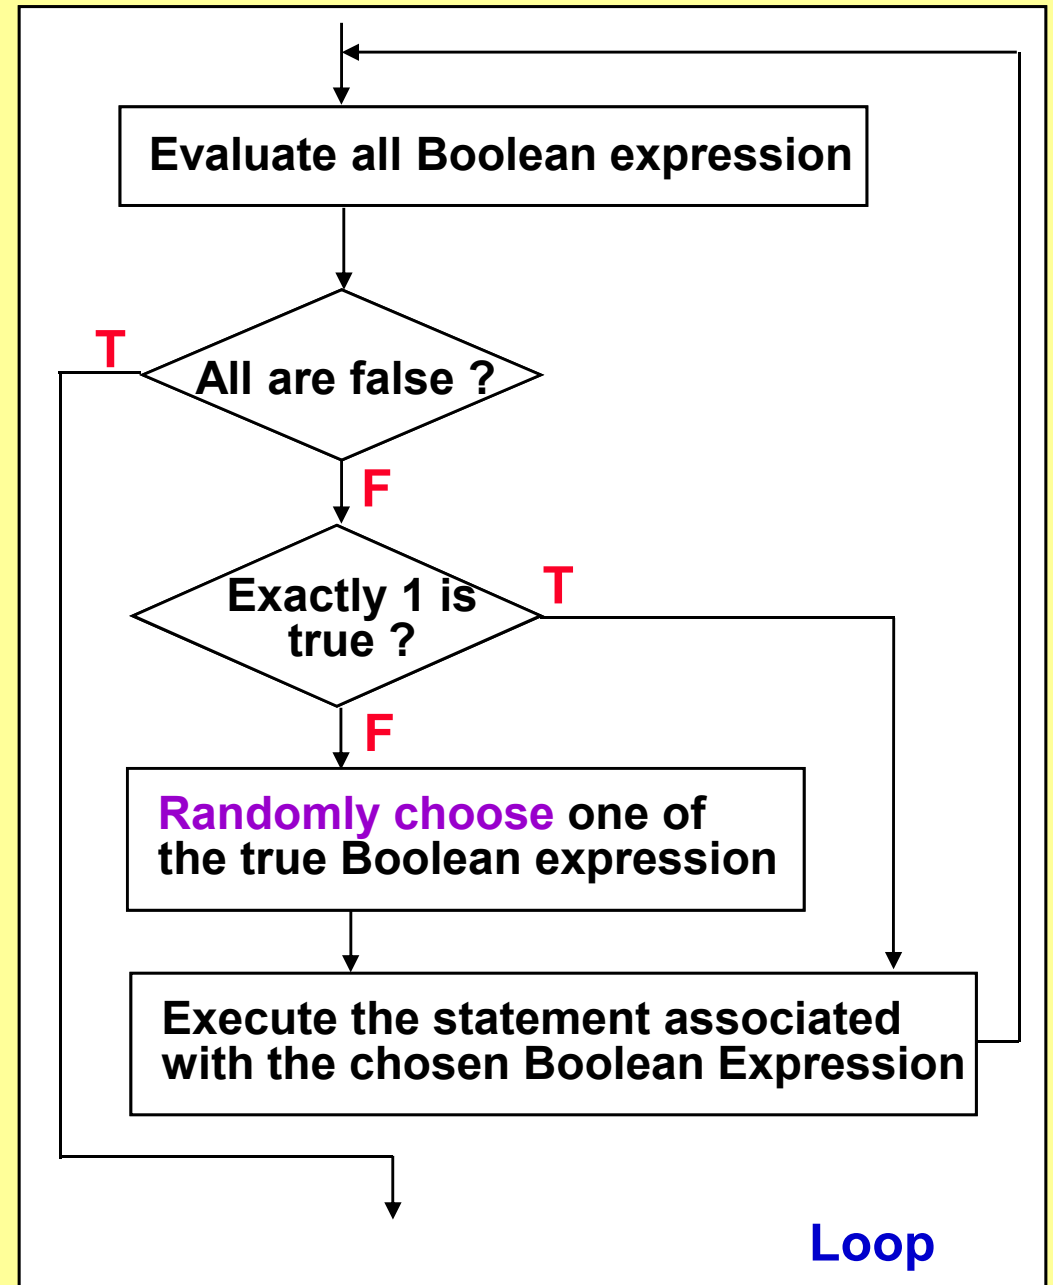 Evaluate all Boolean expression
T
All are false ?
F
Exactly 1 is
true ?
T
F
Randomly choose one of
the true Boolean expression
Execute the statement associated
with the chosen Boolean Expression
Loop